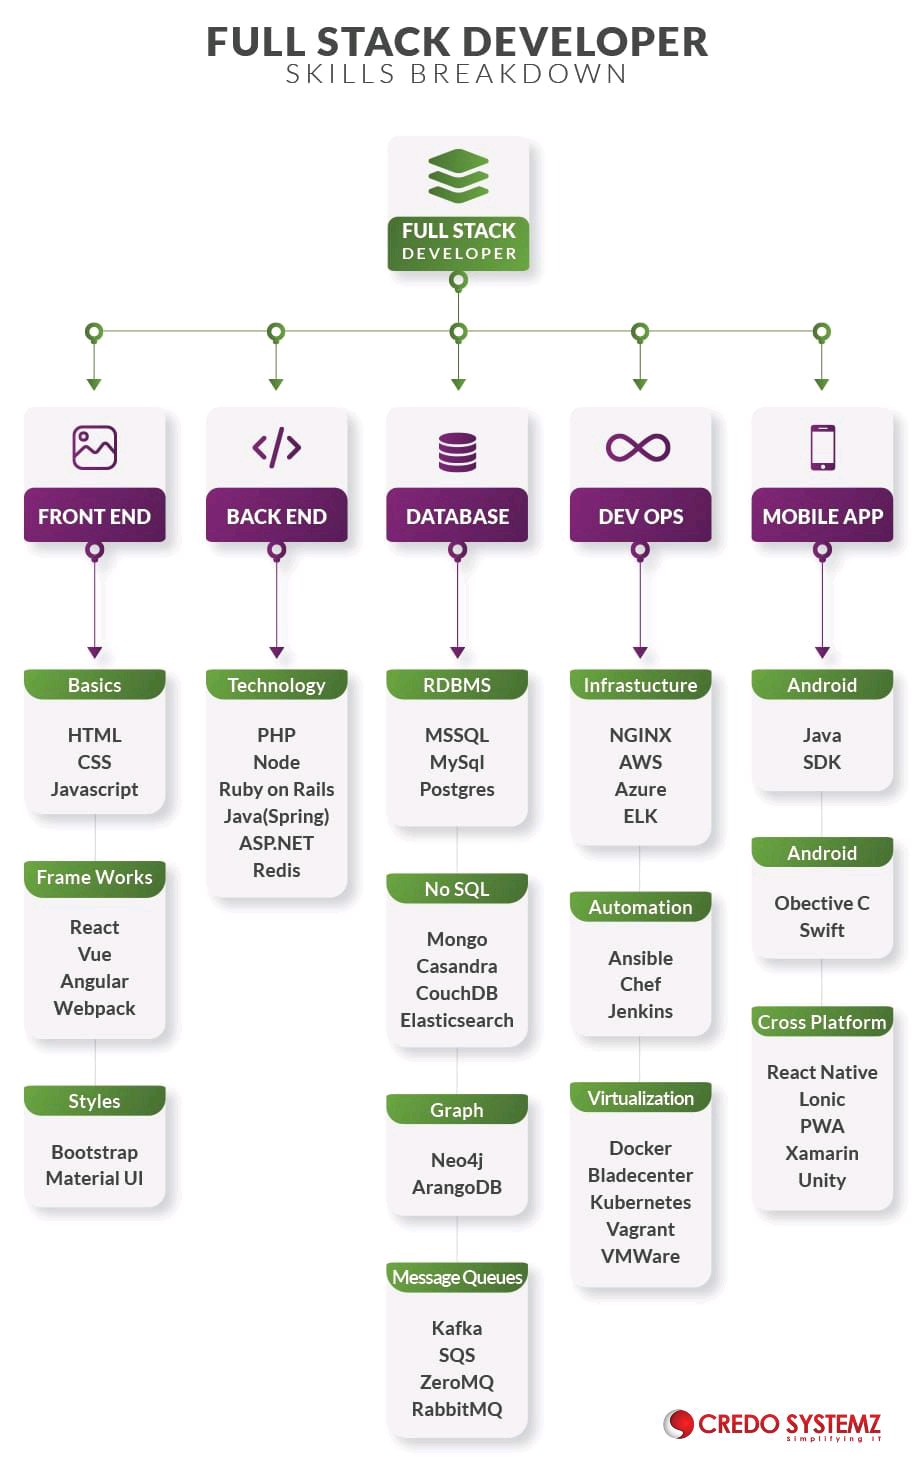 FULL STACK DEVELOPER
SKILLS BREAKDOWN
FULL STACK
DEVELOPER
FRONT END
BACK END
DATABASE
DEV OPS
MOBILE APP
Basics
HTML
CSS
Javascript
Frame Works
React
Vue
Angular
Webpack
Styles
Bootstrap
Material UI
Technology
PHP
Node
Ruby on Rails
Java(Spring)
ASP.NET
Redis
RDBMS
MSSQL
MySql
Postgres
No SQL
Mongo
Casandra
CouchDB
Elasticsearch
Graph
Neo4j
ArangoDB
Message Queues
Kafka
SQS
ZeroMQ
RabbitMQ
Infrastucture
NGINX
AWS
Azure
ELK
Automation
Ansible
Chef
Jenkins
Virtualization
Docker
Bladecenter
Kubernetes
Vagrant
VMWare
Android
Java
SDK
Android
Obective C
Swift
Cross Platform
React Native
Lonic
PWA
Xamarin
Unity
CREDO SYSTEMZ
Simplifying IT